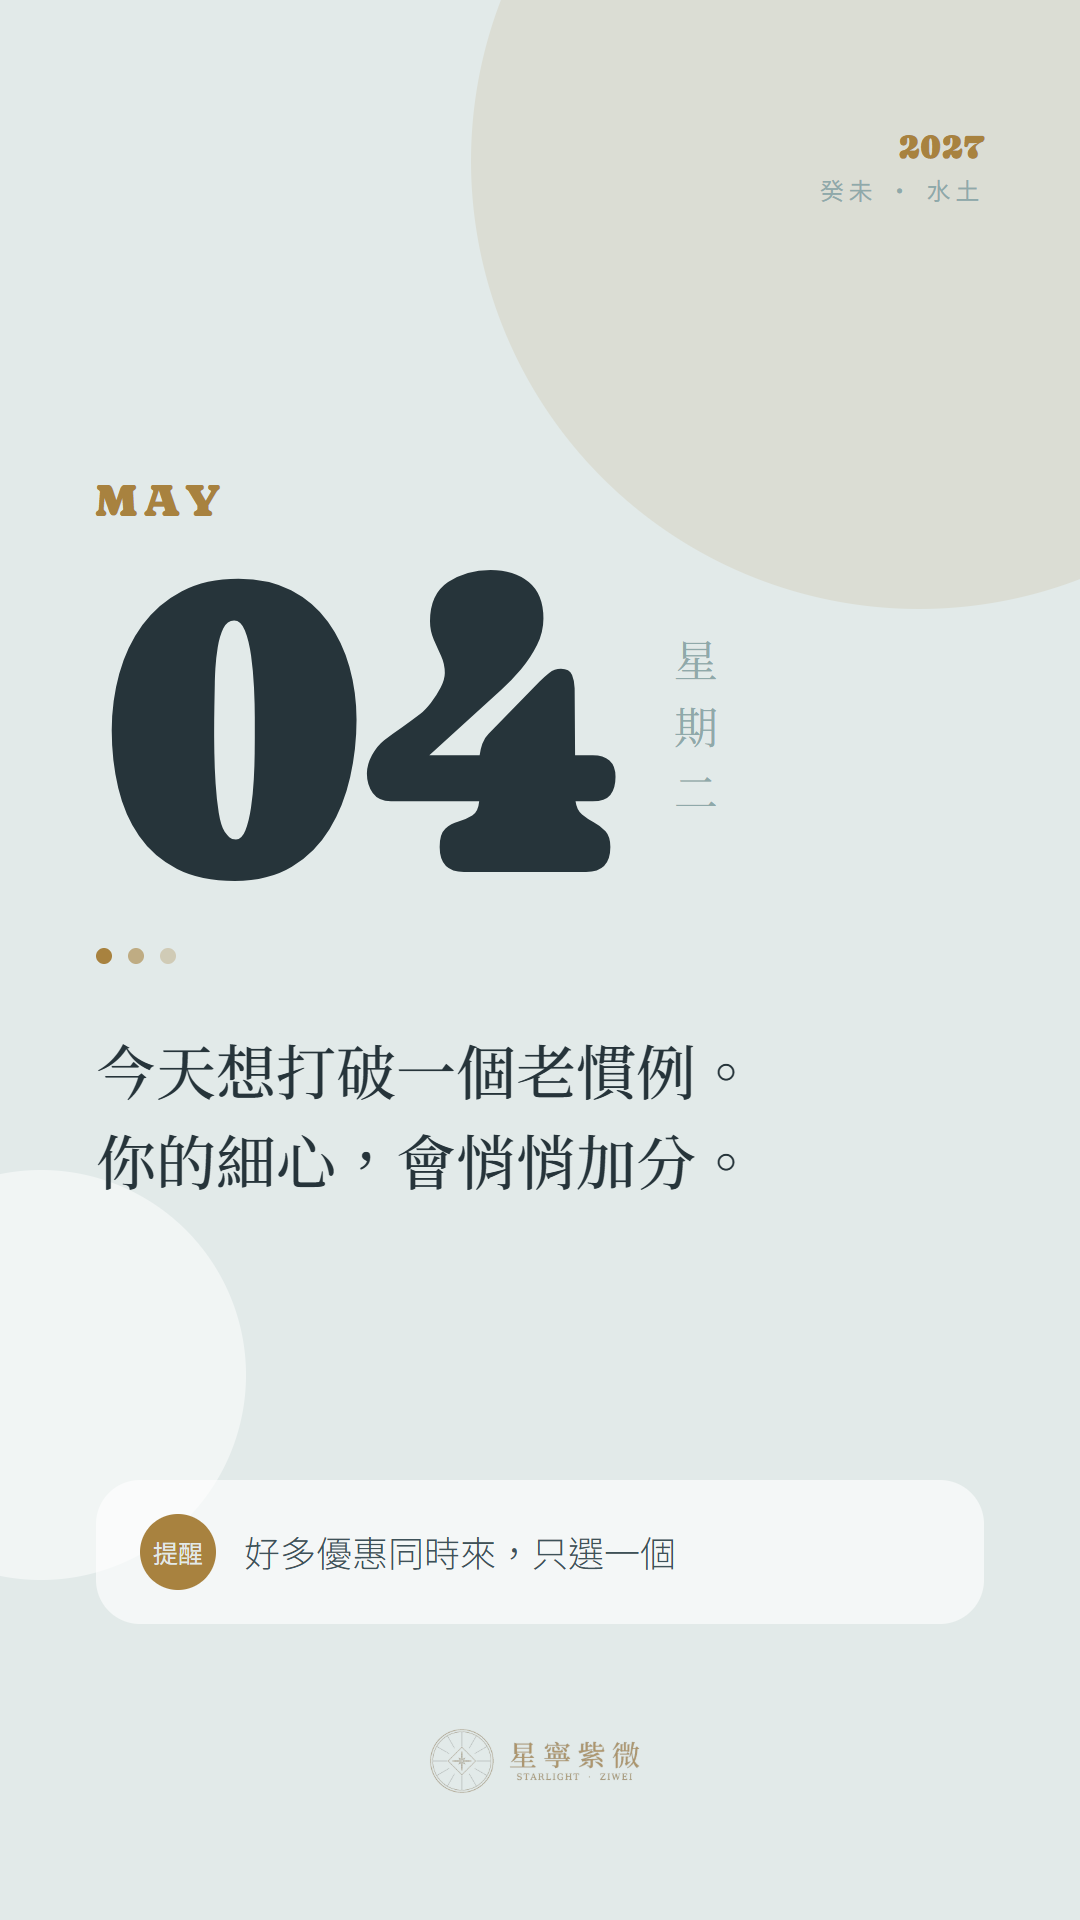 2027
癸未 · 水土
MAY
04
星期二
今天想打破一個老慣例。
你的細心，會悄悄加分。
提醒
好多優惠同時來，只選一個
星寧紫微
STARLIGHT · ZIWEI